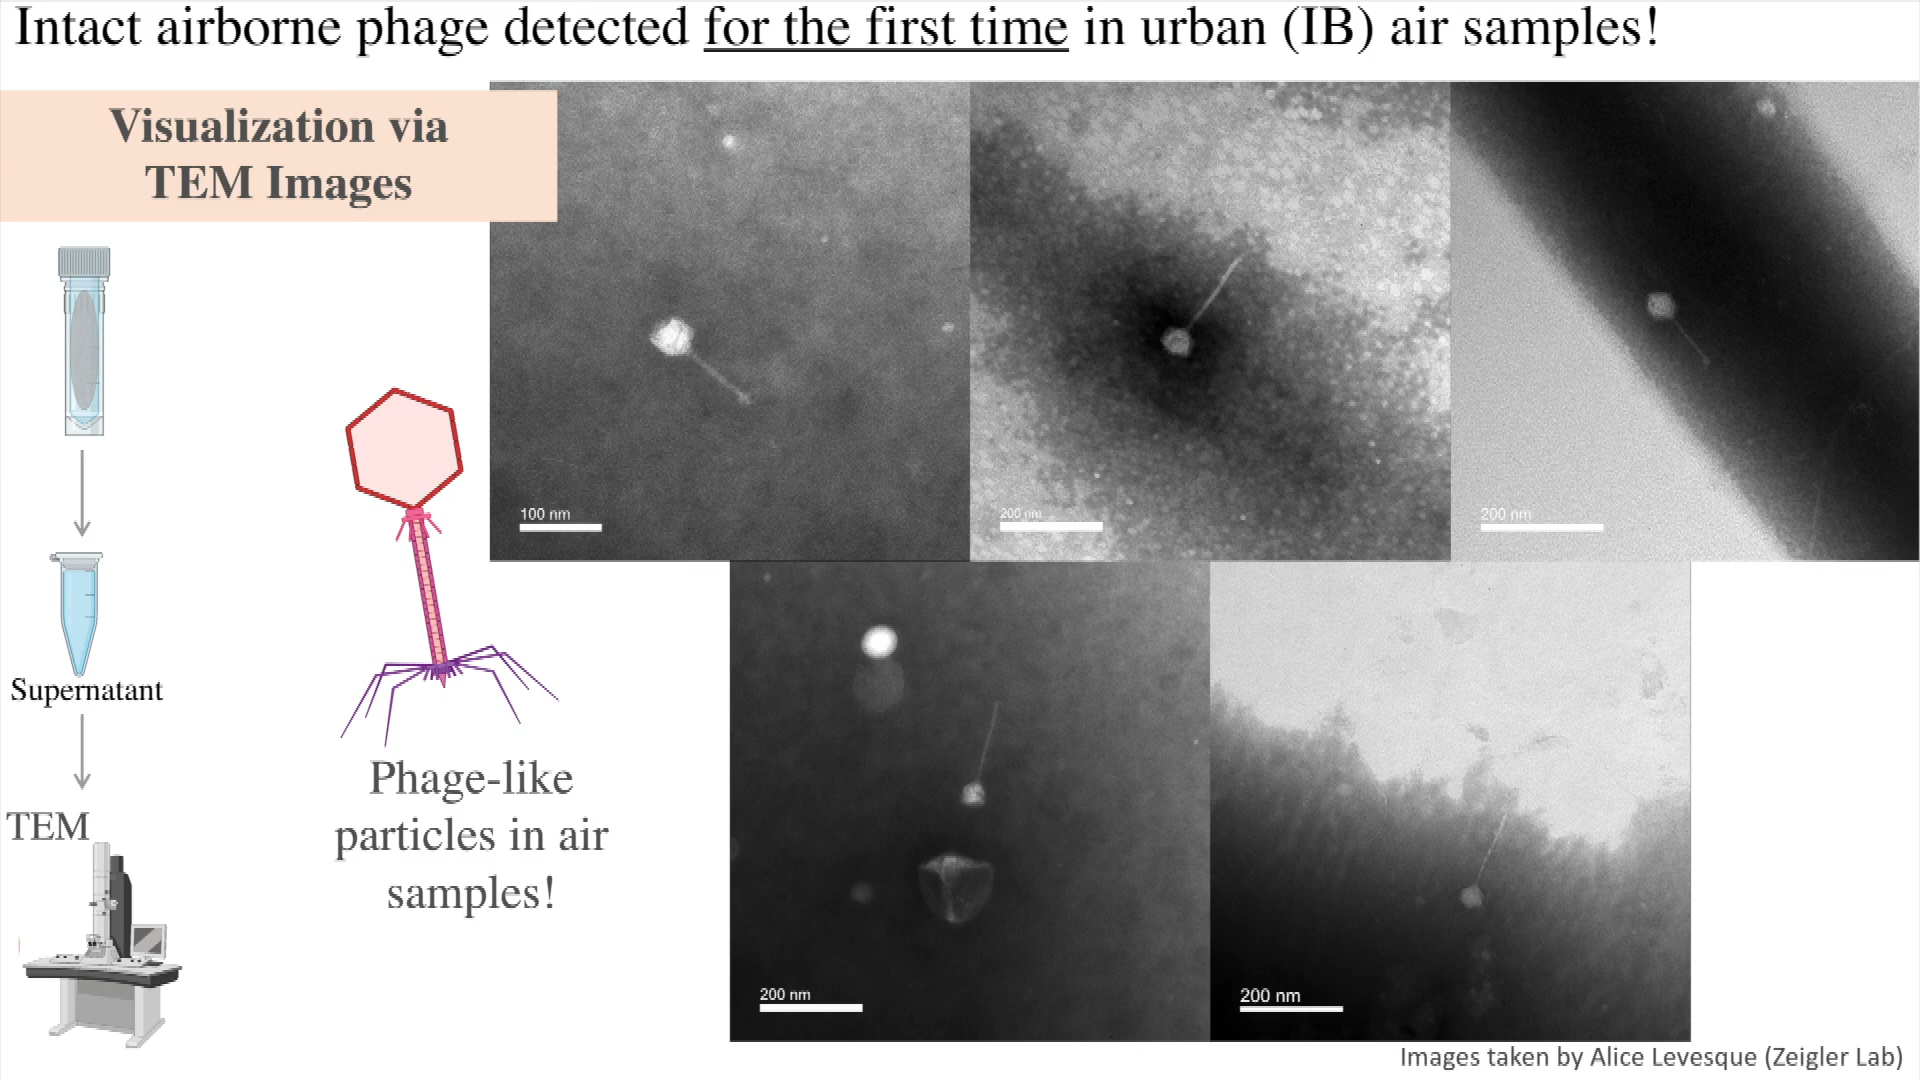 Intact airborne phage detected for the first time in urban (IB) air samples!
Visualization via
TEM Images
100 nm
200 nm
200 nm
Supernatant
TEM
Phage-like
particles in air
samples!
200 nm
200 nm
Images taken by Alice Levesque (Zeigler Lab)